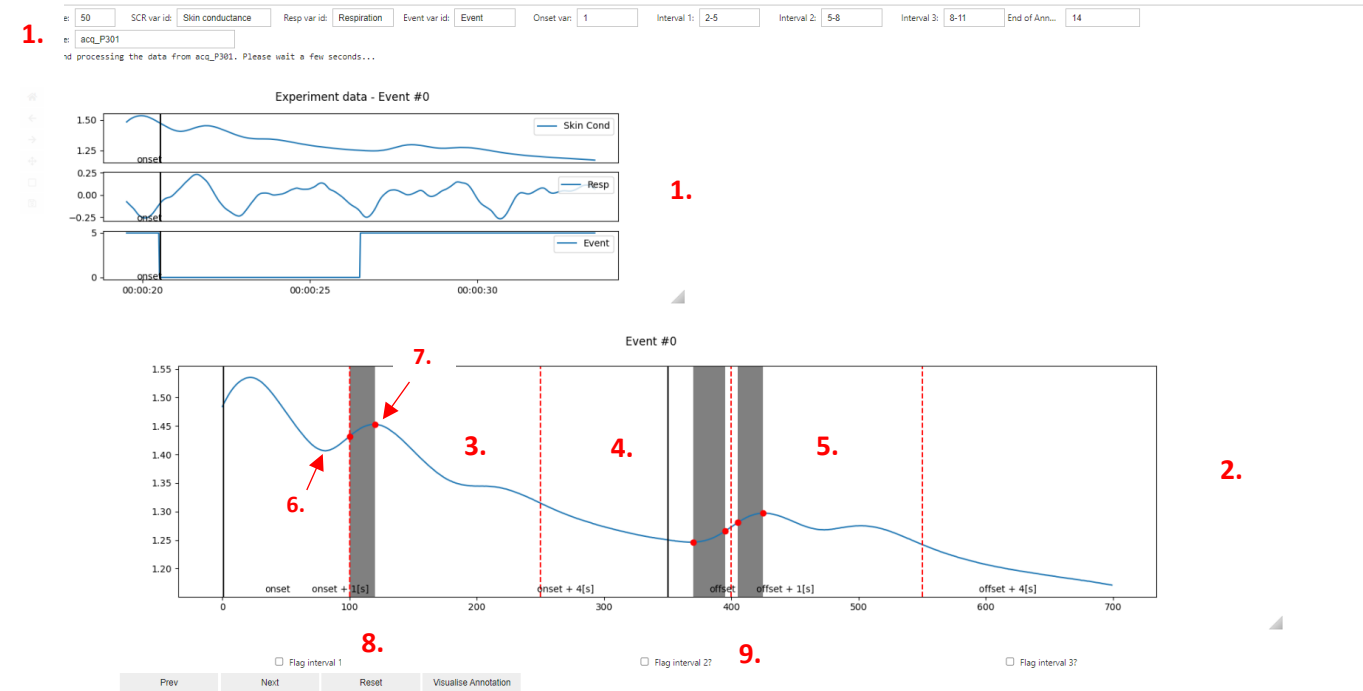 e: 50 SCR var id: Skin conductance Resp var id: Respiration Event var id: Event Onset var: 1 Interval 1: 2-5 Interval 2: 5-8 Interval 3: 8-11 End of Ann... 14
1. e: acq_P301
nd processing the data from acq_P301. Please wait a few seconds...
Experiment data - Event #0
1.50
Skin Cond
1.25
onset
0.25
Resp
1.
0.00
−0.25
onset
5
Event
0
onset
00:00:20 00:00:25 00:00:30
Event #0
7.
1.55
1.50
1.45
3. 4. 5.
1.40
2.
1.35
6.
1.30
1.25
1.20
onset onset + 1[s] onset + 4[s] offset offset + 1[s] offset + 4[s]
0 100 200 300 400 500 600 700
8. 9.
Flag interval 1 Flag interval 2? Flag interval 3?
Prev Next Reset Visualise Annotation